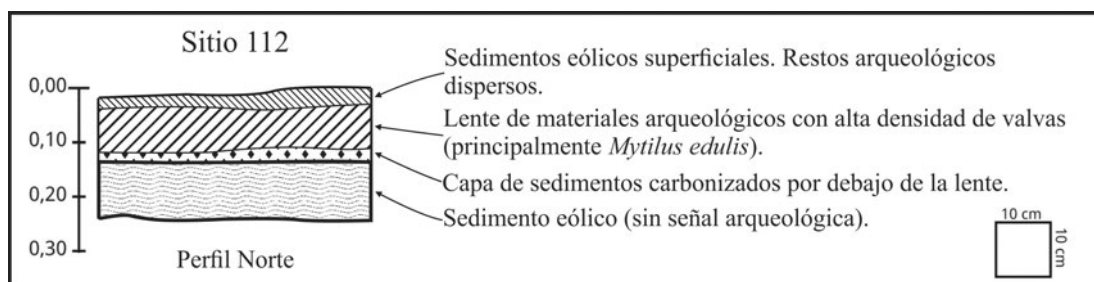 Sitio 112
0,00
0,10
0,20
0,30
Perfil Norte
Sedimentos eólicos superficiales. Restos arqueológicos
dispersos.
Lente de materiales arqueológicos con alta densidad de valvas
(principalmente Mytilus edulis).
Capa de sedimentos carbonizados por debajo de la lente.
Sedimento eólico (sin señal arqueológica).
10 cm
10 cm